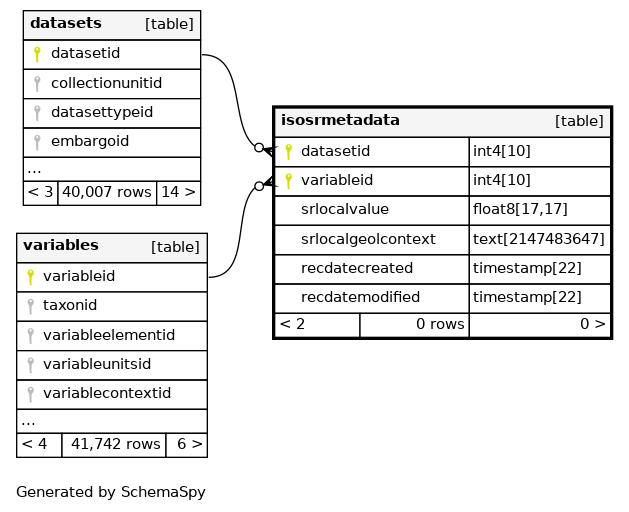 datasets [table]
datasetid
collectionunitid
datasettypeid
embargoid
...
< 3 40,007 rows 14 >
isosrmetadata [table]
datasetid int4[10]
variableid int4[10]
srlocalvalue float8[17,17]
srlocalgeolcontext text[2147483647]
recdatecreated timestamp[22]
recdatemodified timestamp[22]
< 2 0 rows 0 >
variables [table]
variableid
taxonid
variableelementid
variableunitsid
variablecontextid
...
< 4 41,742 rows 6 >
Generated by SchemaSpy